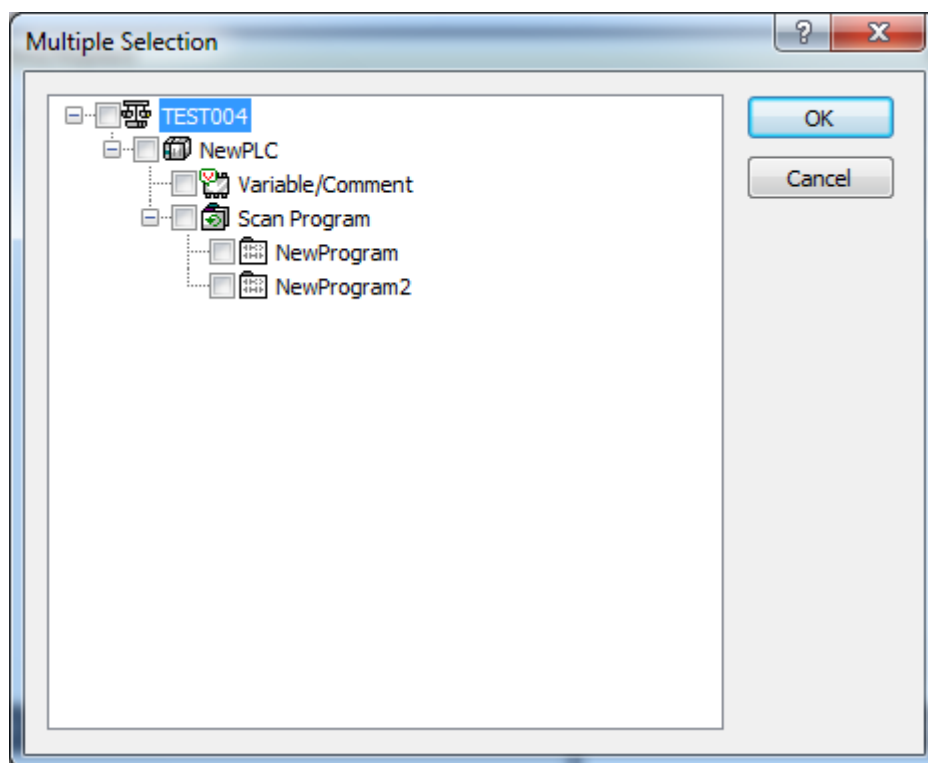 Multiple Selection
TEST004
NewPLC
Variable/Comment
Scan Program
NewProgram
NewProgram2
OK
Cancel